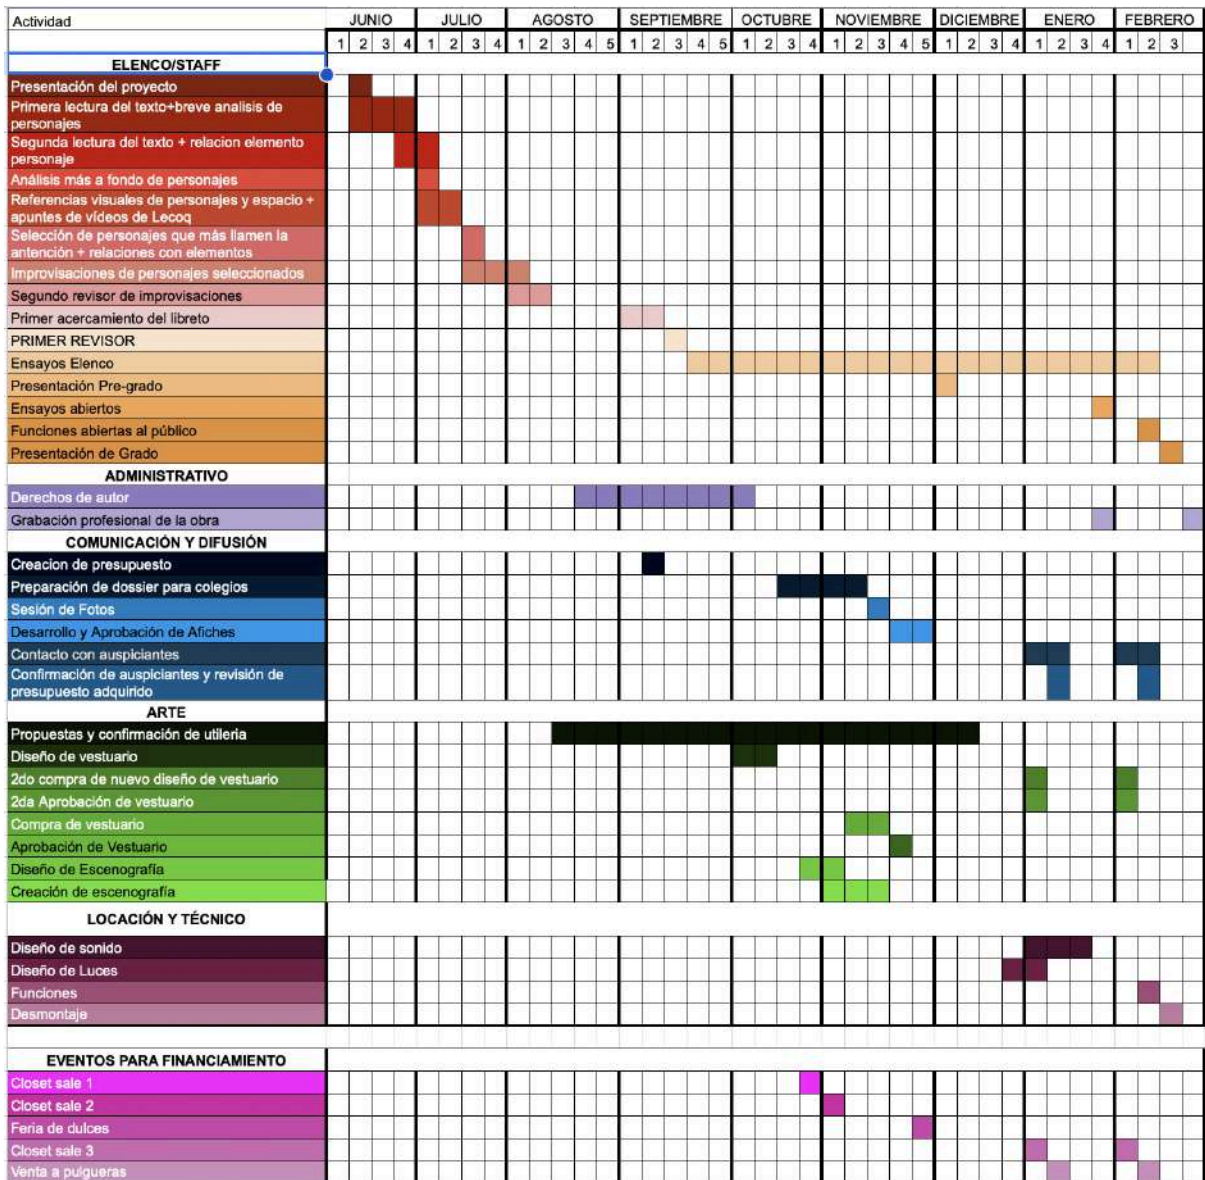 Actividad JUNIO JULIO AGOSTO SEPTIEMBRE OCTUBRE NOVIEMBRE DICIEMBRE ENERO FEBRERO
1 2 3 4 1 2 3 4 1 2 3 4 5 1 2 3 4 5 1 2 3 4 1 2 3 4 5 1 2 3 4 1 2 3 4 1 2 3
ELENCO/STAFF
Presentación del proyecto
Primera lectura del texto+breve analisis de
personajes
Segunda lectura del texto + relacion elemento
personaje
Análisis más a fondo de personajes
Referencias visuales de personajes y espacio +
apuntes de vídeos de Lecoq
Selección de personajes que más llamen la
antención + relaciones con elementos
Improvisaciones de personajes seleccionados
Segundo revisor de improvisaciones
Primer acercamiento del libreto
PRIMER REVISOR
Ensayos Elenco
Presentación Pre-grado
Ensayos abiertos
Funciones abiertas al público
Presentación de Grado
ADMINISTRATIVO
Derechos de autor
Grabación profesional de la obra
COMUNICACIÓN Y DIFUSIÓN
Creacion de presupuesto
Preparación de dossier para colegios
Sesión de Fotos
Desarrollo y Aprobación de Afiches
Contacto con auspiciantes
Confirmación de auspiciantes y revisión de
presupuesto adquirido
ARTE
Propuestas y confirmación de utileria
Diseño de vestuario
2do compra de nuevo diseño de vestuario
2da Aprobación de vestuario
Compra de vestuario
Aprobación de Vestuario
Diseño de Escenografía
Creación de escenografía
LOCACIÓN Y TÉCNICO
Diseño de sonido
Diseño de Luces
Funciones
Desmontaje
EVENTOS PARA FINANCIAMIENTO
Closet sale 1
Closet sale 2
Feria de dulces
Closet sale 3
Venta a pulgueras